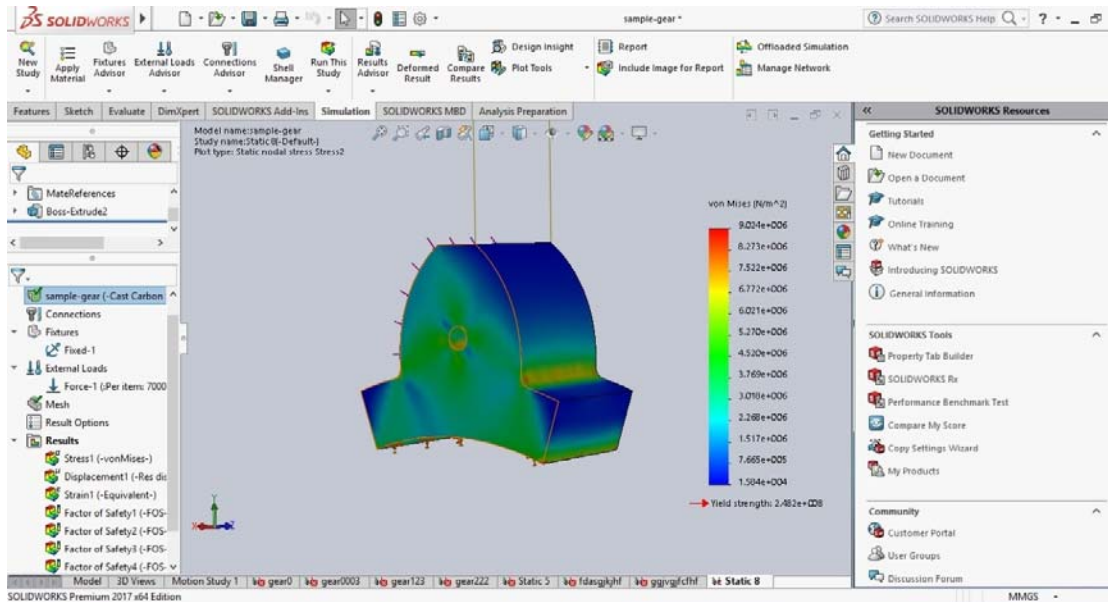 SOLIDWORKS
sample-gear *
Search SOLIDWORKS Help
New Study
Apply Material
Fixtures Advisor
External Loads Advisor
Connections Advisor
Shell Manager
Run This Study
Results Advisor
Deformed Result
Compare Results
Design Insight
Plot Tools
Report
Include Image for Report
Offloaded Simulation
Manage Network
Features
Sketch
Evaluate
DimXpert
SOLIDWORKS Add-Ins
Simulation
SOLIDWORKS MBD
Analysis Preparation
MateReferences
Boss-Extrude2
sample-gear (-Cast Carbon
Connections
Fixtures
Fixed-1
External Loads
Force-1 (:Per item: 7000
Mesh
Result Options
Results
Stress1 (-vonMises-)
Displacement1 (-Res dis
Strain1 (-Equivalent-)
Factor of Safety1 (-FOS-
Factor of Safety2 (-FOS-
Factor of Safety3 (-FOS-
Factor of Safety4 (-FOS-
Model name:sample-gear
Study name:Static 8(-Default-)
Plot type: Static nodal stress Stress2
von Mises (N/m^2)
9.024e+006
8.273e+006
7.522e+006
6.772e+006
6.021e+006
5.270e+006
4.520e+006
3.769e+006
3.018e+006
2.268e+006
1.517e+006
7.665e+005
1.584e+004
Yield strength: 2.482e+008
SOLIDWORKS Resources
Getting Started
New Document
Open a Document
Tutorials
Online Training
What's New
Introducing SOLIDWORKS
General Information
SOLIDWORKS Tools
Property Tab Builder
SOLIDWORKS Rx
Performance Benchmark Test
Compare My Score
Copy Settings Wizard
My Products
Community
Customer Portal
User Groups
Discussion Forum
Model
3D Views
Motion Study 1
gear0
gear0003
gear123
gear222
Static 5
Static 8
SOLIDWORKS Premium 2017 x64 Edition
MMGS